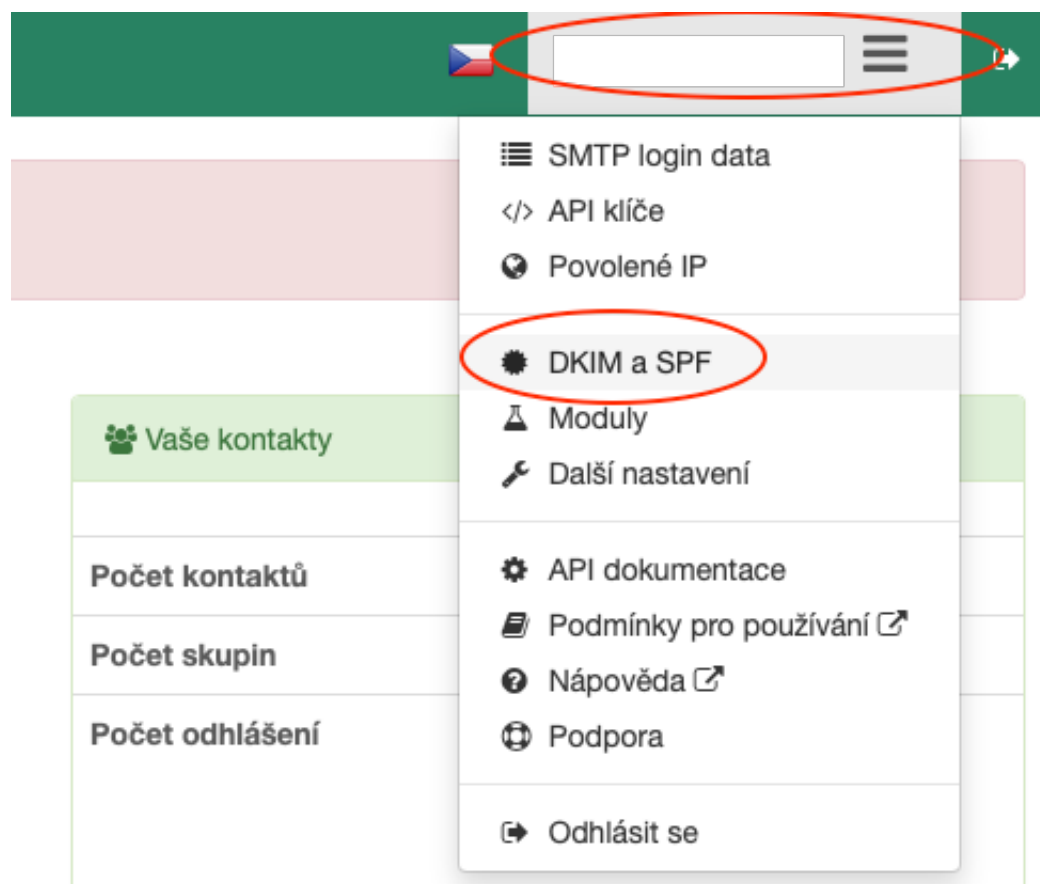 SMTP login data
API klíče
Povolené IP
DKIM a SPF
Moduly
Další nastavení
API dokumentace
Podmínky pro používání
Nápověda
Podpora
Odhlásit se
Vaše kontakty
Počet kontaktů
Počet skupin
Počet odhlášení